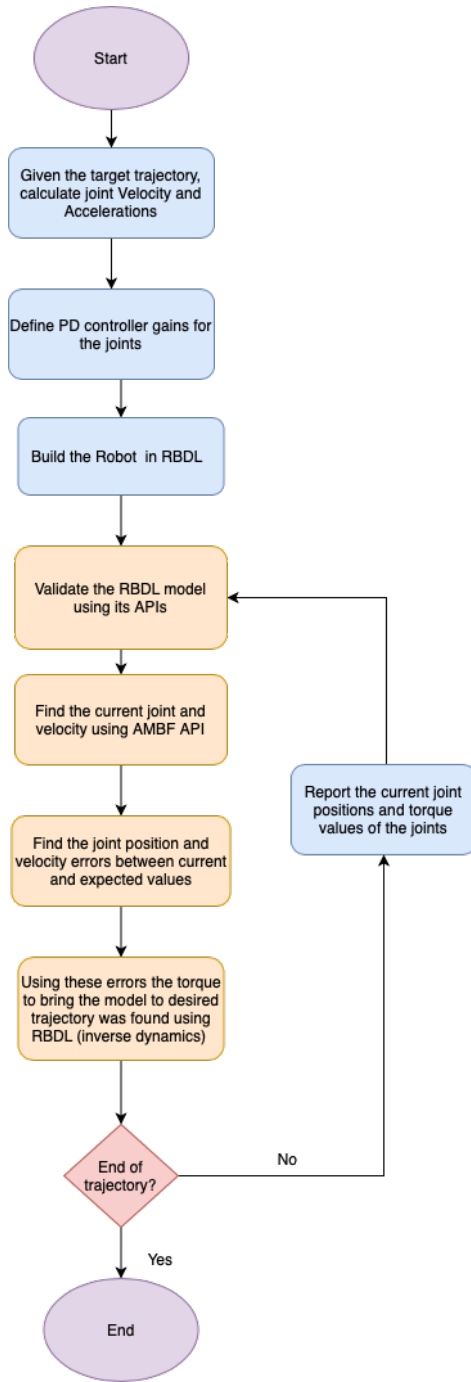 Start
Given the target trajectory,
calculate joint Velocity and
Accelerations
Define PD controller gains for
the joints
Build the Robot in RBDL
Validate the RBDL model
using its APIs
Find the current joint and
velocity using AMBF API
Report the current joint
positions and torque
values of the joints
Find the joint position and
velocity errors between current
and expected values
Using these errors the torque
to bring the model to desired
trajectory was found using
RBDL (inverse dynamics)
End of
trajectory?
No
Yes
End